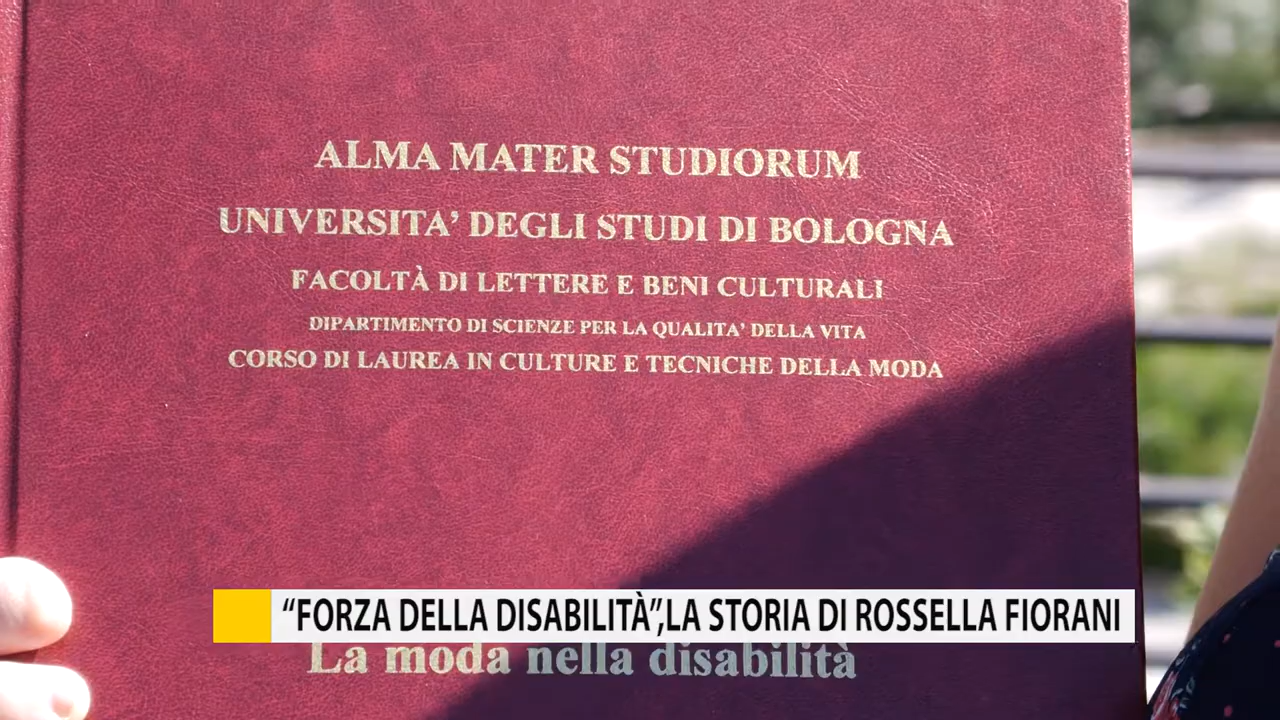 ALMA MATER STUDIORUM
UNIVERSITA' DEGLI STUDI DI BOLOGNA
FACOLTÀ DI LETTERE E BENI CULTURALI
DIPARTIMENTO DI SCIENZE PER LA QUALITA' DELLA VITA
CORSO DI LAUREA IN CULTURE E TECNICHE DELLA MODA
“FORZA DELLA DISABILITÀ”,LA STORIA DI ROSSELLA FIORANI
La moda nella disabilità